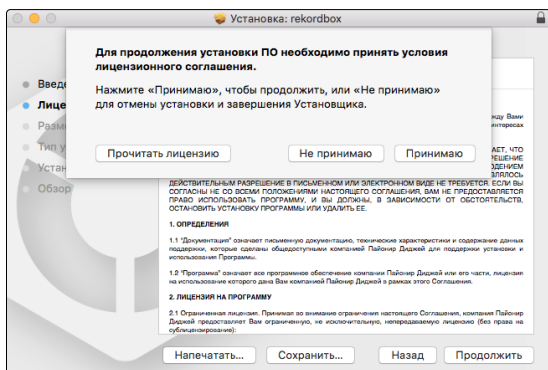 Установка: rekordbox
Для продолжения установки ПО необходимо принять условия
лицензионного соглашения.
Нажмите «Принимаю», чтобы продолжить, или «Не принимаю»
для отмены установки и завершения Установщика.
Прочитать лицензию
Не принимаю
Принимаю
Лице
Тип у
Устан
Обзор
ДЕЙСТВИТЕЛЬНЫМ РАЗРЕШЕНИЕ В ПИСЬМЕННОМ ИЛИ ЭЛЕКТРОННОМ ВИДЕ НЕ ТРЕБУЕТСЯ. ЕСЛИ ВЫ
СОГЛАСНЫ НЕ СО ВСЕМИ ПОЛОЖЕНИЯМИ НАСТОЯЩЕГО СОГЛАШЕНИЯ, ВАМ НЕ ПРЕДОСТАВЛЯЕТСЯ
ПРАВО ИСПОЛЬЗОВАТЬ ПРОГРАММУ, И ВЫ ДОЛЖНЫ, В ЗАВИСИМОСТИ ОТ ОБСТОЯТЕЛЬСТВ,
ОСТАНОВИТЬ УСТАНОВКУ ПРОГРАММЫ ИЛИ УДАЛИТЬ ЕЕ.
1. ОПРЕДЕЛЕНИЯ
1.1 "Документация" означает письменную документацию, технические характеристики и содержание данных
поддержки, которые сделаны общедоступными компанией Пайонир Диджей для поддержки установки и
использования Программы.
1.2 "Программа" означает все программное обеспечение компании Пайонир Диджей или его части, лицензия
на использование которого дана Вам компанией Пайонир Диджей в рамках этого Соглашения.
2. ЛИЦЕНЗИЯ НА ПРОГРАММУ
2.1 Ограниченная лицензия. Принимая во внимание ограничения настоящего Соглашения, компания Пайонир
Диджей предоставляет Вам ограниченную, не исключительную, непередаваемую лицензию (без права на
сублицензирование):
Напечатать...
Сохранить...
Назад
Продолжить